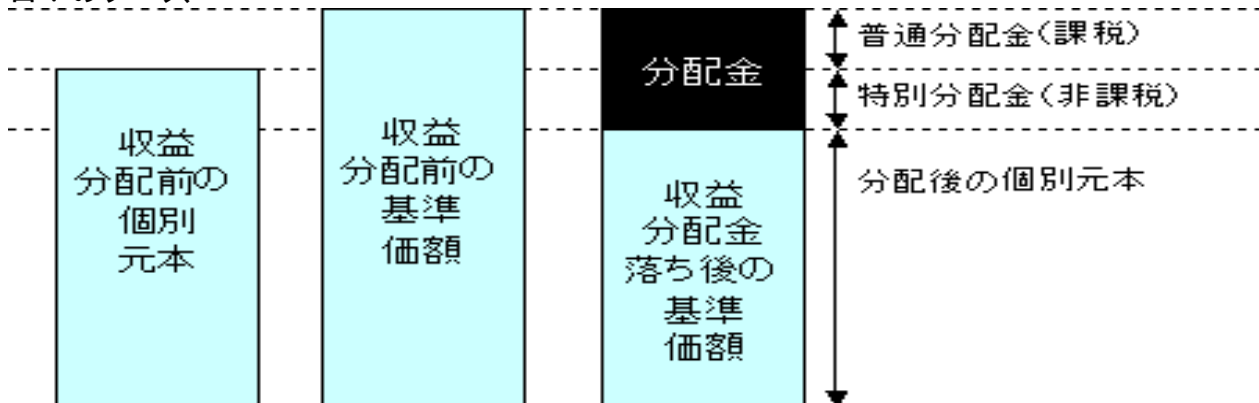 収益
分配前の
個別
元本
収益
分配前の
基準
価額
分配金
収益
分配金
落ち後の
基準
価額
普通分配金(課税)
特別分配金(非課税)
分配後の個別元本